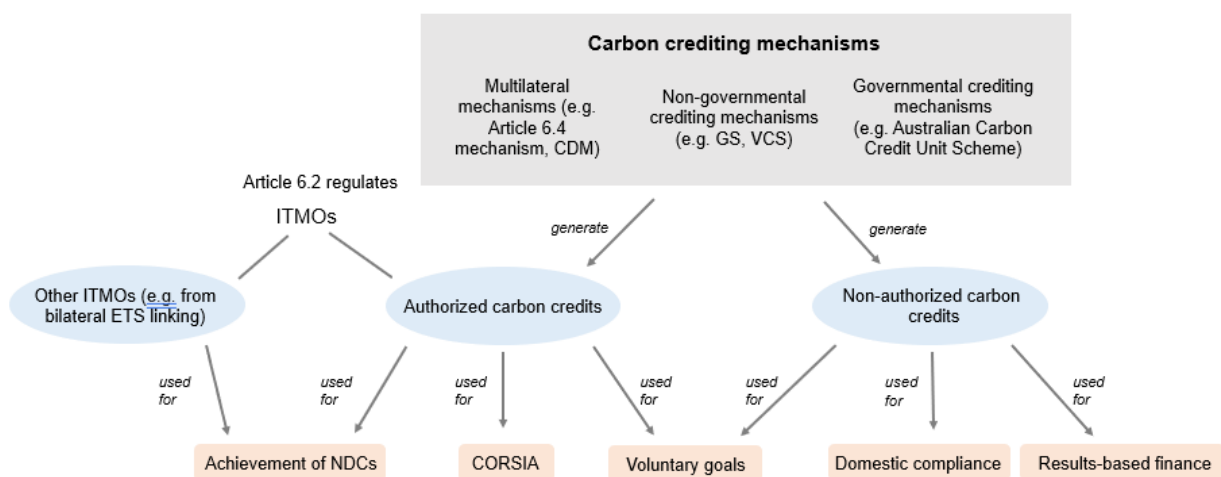 Carbon crediting mechanisms
Multilateral
mechanisms (e.g.
Article 6.4
mechanism, CDM)
Non-governmental
crediting mechanisms
(e.g. GS, VCS)
Governmental crediting
mechanisms
(e.g. Australian Carbon
Credit Unit Scheme)
Article 6.2 regulates
ITMOs
generate
generate
Other ITMOs (e.g. from
bilateral ETS linking)
Authorized carbon credits
Non-authorized carbon
credits
used
for
used
for
used
for
used
for
used
for
used
for
used
for
Achievement of NDCs
CORSIA
Voluntary goals
Domestic compliance
Results-based finance